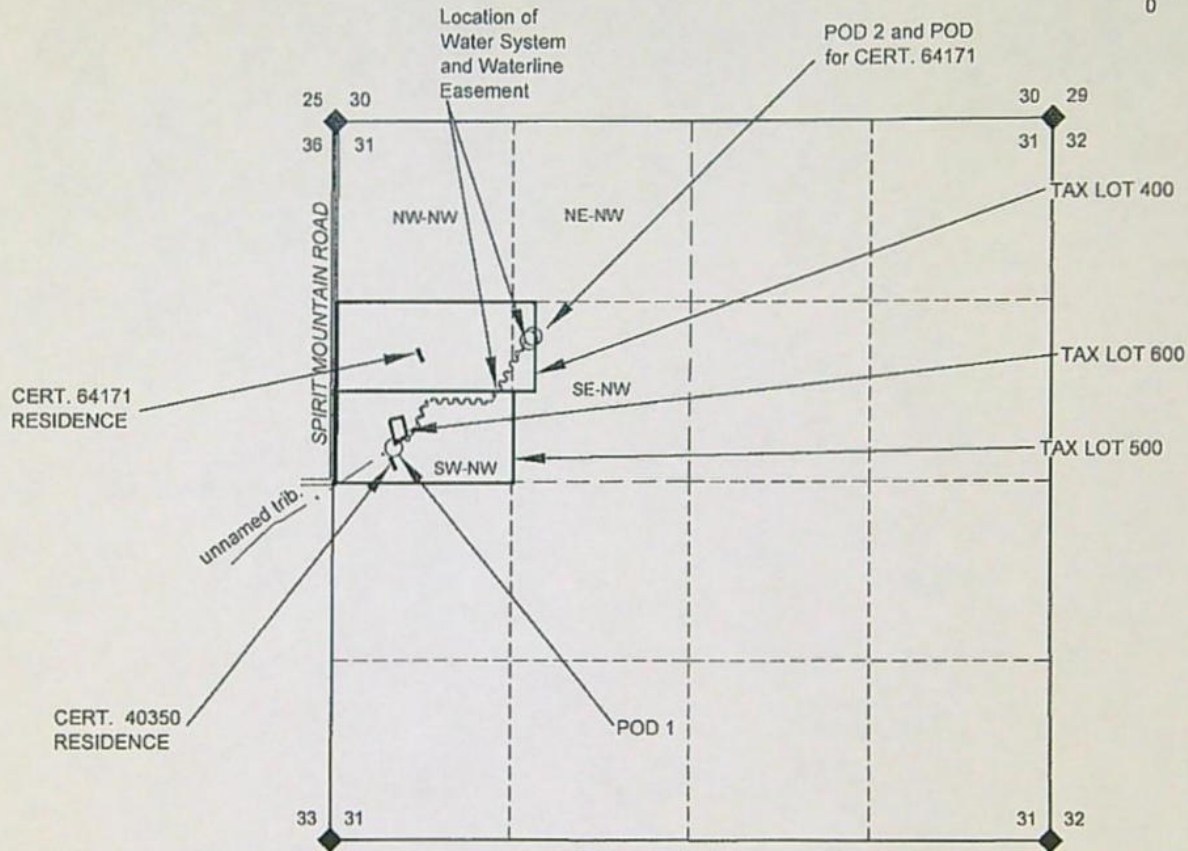 0
Location of
Water System
and Waterline
Easement
POD 2 and POD
for CERT. 64171
25 30
30 29
36 31
31 32
TAX LOT 400
NW-NW
NE-NW
SPIRIT MOUNTAIN ROAD
TAX LOT 600
CERT. 64171
RESIDENCE
SE-NW
TAX LOT 500
SW-NW
unnamed trib.
CERT. 40350
RESIDENCE
POD 1
33 31
31 32